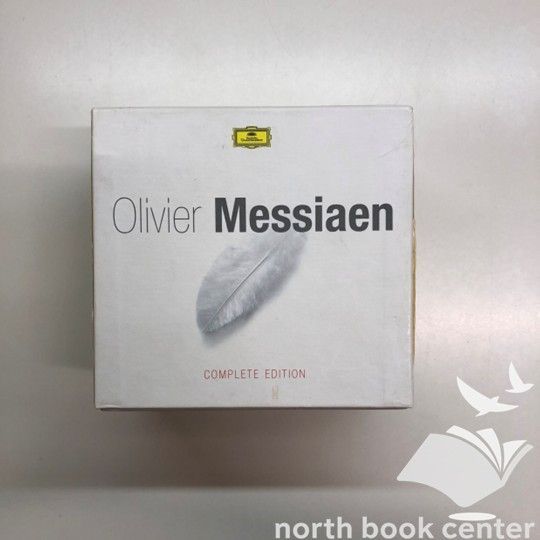 Olivier Messiaen
COMPLETE EDITION
north book center